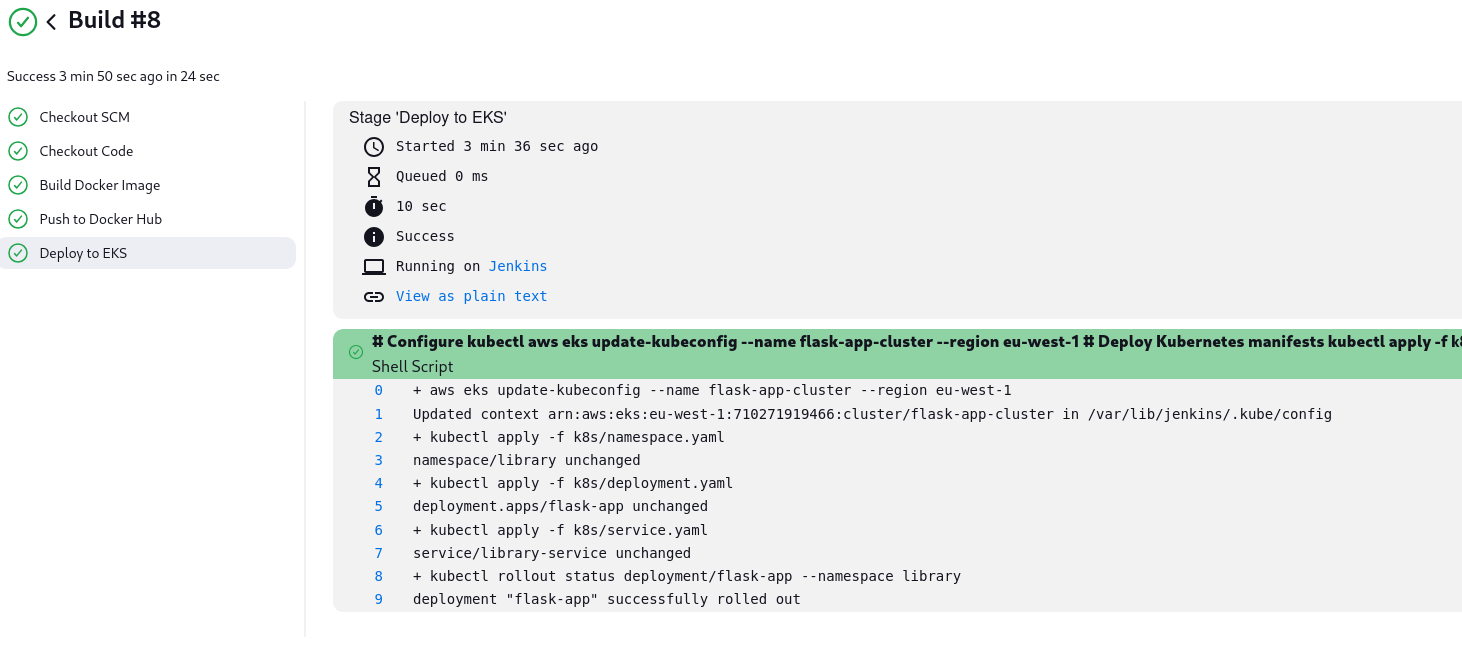 Build #8
Success 3 min 50 sec ago in 24 sec
Checkout SCM
Checkout Code
Build Docker Image
Push to Docker Hub
Deploy to EKS
Stage 'Deploy to EKS'
Started 3 min 36 sec ago
Queued 0 ms
10 sec
Success
Running on Jenkins
View as plain text
# Configure kubectl aws eks update-kubeconfig --name flask-app-cluster --region eu-west-1 # Deploy Kubernetes manifests kubectl apply -f
Shell Script
0 + aws eks update-kubeconfig --name flask-app-cluster --region eu-west-1
1 Updated context arn:aws:eks:eu-west-1:710271919466:cluster/flask-app-cluster in /var/lib/jenkins/.kube/config
2 + kubectl apply -f k8s/namespace.yaml
3 namespace/library unchanged
4 + kubectl apply -f k8s/deployment.yaml
5 deployment.apps/flask-app unchanged
6 + kubectl apply -f k8s/service.yaml
7 service/library-service unchanged
8 + kubectl rollout status deployment/flask-app --namespace library
9 deployment "flask-app" successfully rolled out